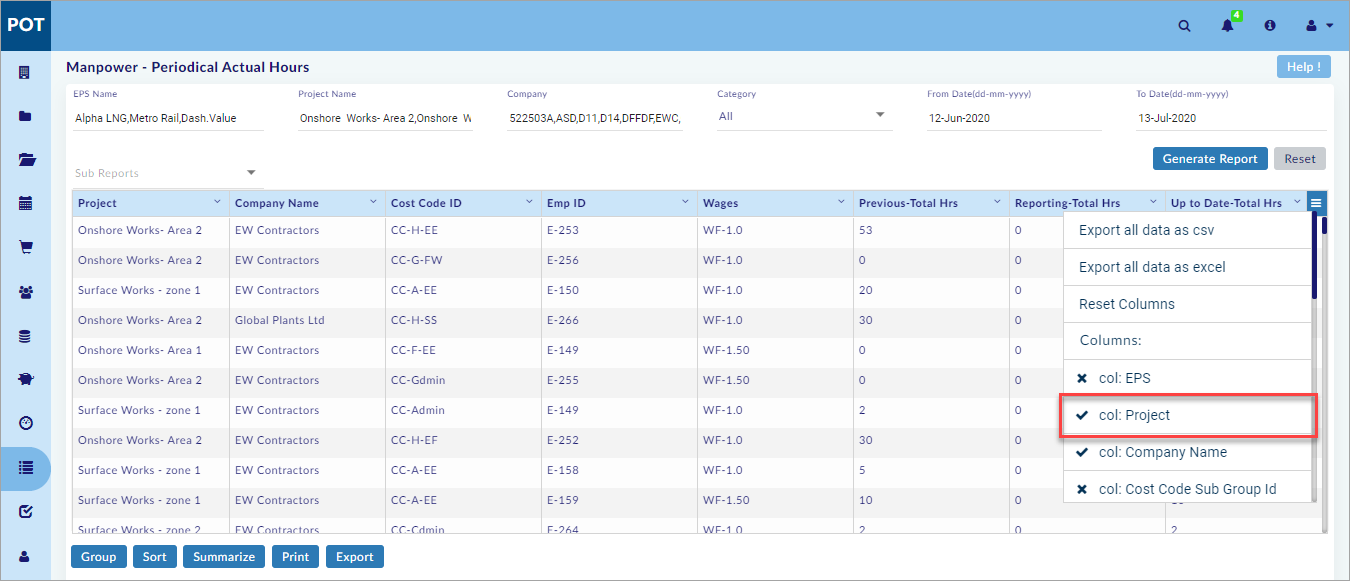 POT
4
Manpower - Periodical Actual Hours
Help !
EPS Name Project Name Company Category From Date(dd-mm-yyyy) To Date(dd-mm-yyyy)
Alpha LNG,Metro Rail,Dash.Value Onshore Works- Area 2,Onshore W 522503A,ASD,D11,D14,DFFDF,EWC, All 12-Jun-2020 13-Jul-2020
Generate Report Reset
Sub Reports
Project Company Name Cost Code ID Emp ID Wages Previous-Total Hrs Reporting-Total Hrs Up to Date-Total Hrs
Onshore Works- Area 2 EW Contractors CC-H-EE E-253 WF-1.0 53 0
Onshore Works- Area 2 EW Contractors CC-G-FW E-256 WF-1.0 0 0
Surface Works - zone 1 EW Contractors CC-A-EE E-150 WF-1.0 20 0
Onshore Works- Area 2 Global Plants Ltd CC-H-SS E-266 WF-1.0 30 0
Onshore Works- Area 1 EW Contractors CC-F-EE E-149 WF-1.50 0 0
Onshore Works- Area 2 EW Contractors CC-Gdmin E-255 WF-1.50 0 0
Surface Works - zone 1 EW Contractors CC-Admin E-149 WF-1.0 2 0
Onshore Works- Area 2 EW Contractors CC-H-EF E-252 WF-1.0 30 0
Surface Works - zone 1 EW Contractors CC-A-EE E-158 WF-1.0 5 0
Surface Works - zone 1 EW Contractors CC-A-EE E-159 WF-1.50 10 0
Surface Works - zone 2 EW Contractors CC-Cdmin E-264 WF-1.0 2 0 2
Export all data as csv
Export all data as excel
Reset Columns
Columns:
col: EPS
col: Project
col: Company Name
col: Cost Code Sub Group Id
Group Sort Summarize Print Export